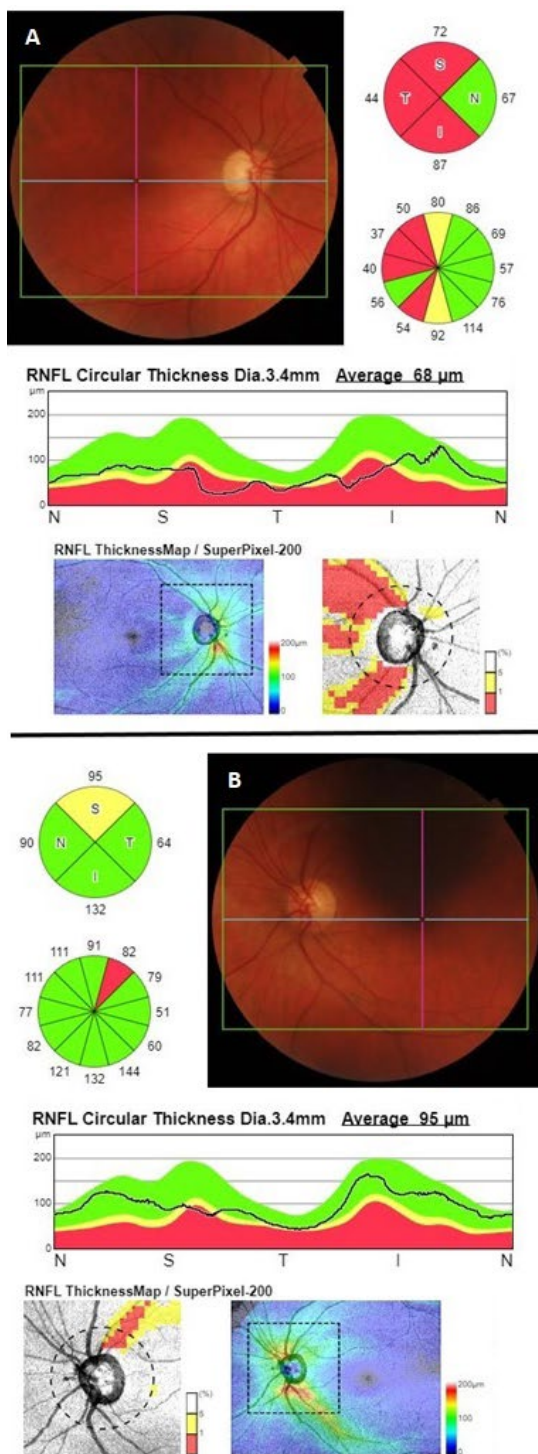 A
72
S
44 T N 67
I
87
80
50 86
37 69
40 57
56 76
54 114
92
RNFL Circular Thickness Dia.3.4mm Average 68 µm
µm
200
100
0
N S T I N
RNFL ThicknessMap / SuperPixel-200
200µm
100
0
(%)
5
1
B
95
S
90 N T 64
I
132
91
111 82
111 79
77 51
82 60
121 144
132
RNFL Circular Thickness Dia.3.4mm Average 95 µm
µm
200
100
0
N S T I N
RNFL ThicknessMap / SuperPixel-200
(%)
5
1
200µm
100